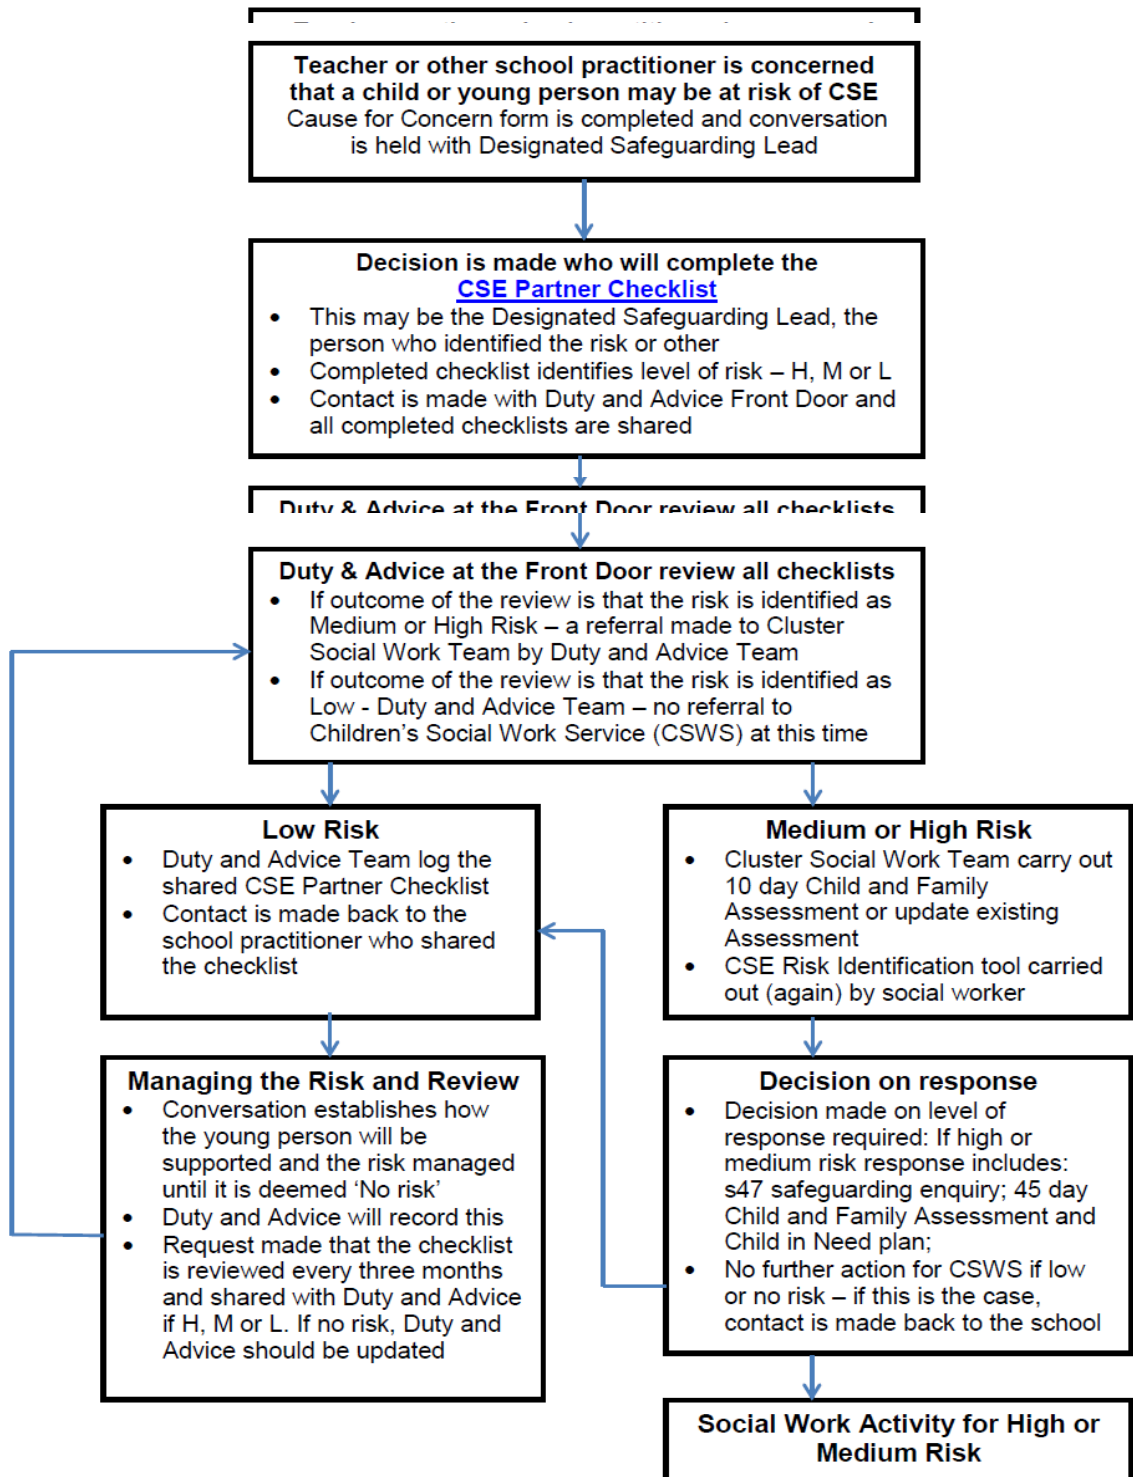 Teacher or other school practitioner is concerned
that a child or young person may be at risk of CSE
Cause for Concern form is completed and conversation
is held with Designated Safeguarding Lead
Decision is made who will complete the
CSE Partner Checklist
• This may be the Designated Safeguarding Lead, the
person who identified the risk or other
• Completed checklist identifies level of risk – H, M or L
• Contact is made with Duty and Advice Front Door and
all completed checklists are shared
Duty & Advice at the Front Door review all checklists
Duty & Advice at the Front Door review all checklists
• If outcome of the review is that the risk is identified as
Medium or High Risk – a referral made to Cluster
Social Work Team by Duty and Advice Team
• If outcome of the review is that the risk is identified as
Low - Duty and Advice Team – no referral to
Children's Social Work Service (CSWS) at this time
Low Risk
• Duty and Advice Team log the
shared CSE Partner Checklist
• Contact is made back to the
school practitioner who shared
the checklist
Medium or High Risk
• Cluster Social Work Team carry out
10 day Child and Family
Assessment or update existing
Assessment
• CSE Risk Identification tool carried
out (again) by social worker
Managing the Risk and Review
• Conversation establishes how
the young person will be
supported and the risk managed
until it is deemed 'No risk'
• Duty and Advice will record this
• Request made that the checklist
is reviewed every three months
and shared with Duty and Advice
if H, M or L. If no risk, Duty and
Advice should be updated
Decision on response
• Decision made on level of
response required: If high or
medium risk response includes:
s47 safeguarding enquiry; 45 day
Child and Family Assessment and
Child in Need plan;
• No further action for CSWS if low
or no risk – if this is the case,
contact is made back to the school
Social Work Activity for High or
Medium Risk